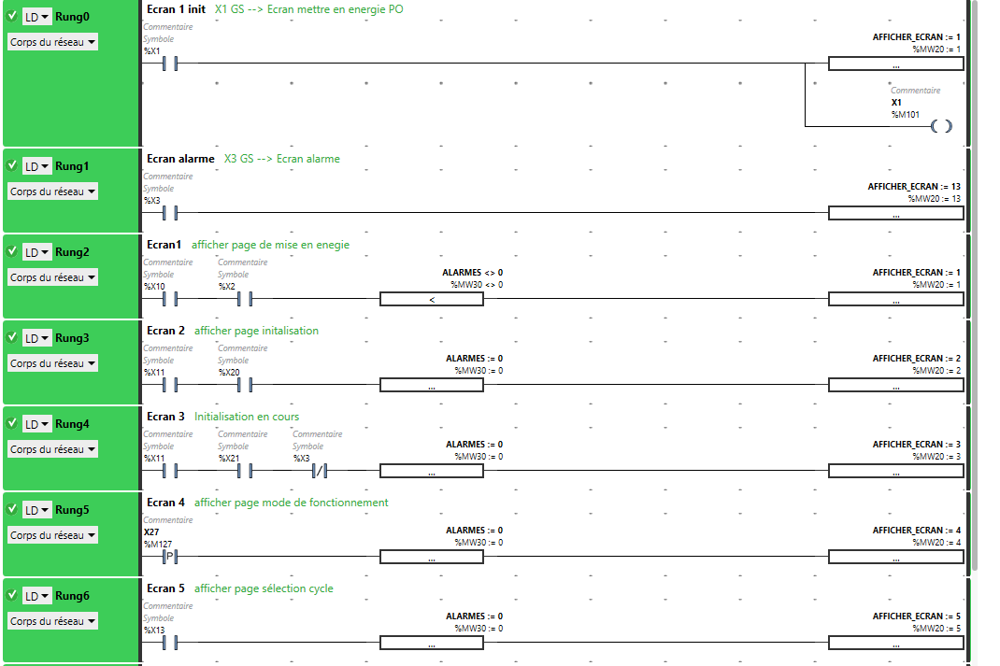 LD Rung0
Corps du réseau
Ecran 1 init X1 GS --> Ecran mettre en energie PO
Commentaire
Symbole
%X1
AFFICHER_ECRAN := 1
%MW20 := 1
...
Commentaire
X1
%M101
LD Rung1
Corps du réseau
Ecran alarme X3 GS --> Ecran alarme
Commentaire
Symbole
%X3
AFFICHER_ECRAN := 13
%MW20 := 13
...
LD Rung2
Corps du réseau
Ecran1 afficher page de mise en enegie
Commentaire Commentaire
Symbole Symbole
%X10 %X2
ALARMES <> 0
%MW30 <> 0
<
AFFICHER_ECRAN := 1
%MW20 := 1
...
LD Rung3
Corps du réseau
Ecran 2 afficher page initalisation
Commentaire Commentaire
Symbole Symbole
%X11 %X20
ALARMES := 0
%MW30 := 0
...
AFFICHER_ECRAN := 2
%MW20 := 2
...
LD Rung4
Corps du réseau
Ecran 3 Initialisation en cours
Commentaire Commentaire Commentaire
Symbole Symbole Symbole
%X11 %X21 %X3
ALARMES := 0
%MW30 := 0
...
AFFICHER_ECRAN := 3
%MW20 := 3
...
LD Rung5
Corps du réseau
Ecran 4 afficher page mode de fonctionnement
Commentaire
X27
%M127
P
ALARMES := 0
%MW30 := 0
...
AFFICHER_ECRAN := 4
%MW20 := 4
...
LD Rung6
Corps du réseau
Ecran 5 afficher page sélection cycle
Commentaire
Symbole
%X13
ALARMES := 0
%MW30 := 0
...
AFFICHER_ECRAN := 5
%MW20 := 5
...